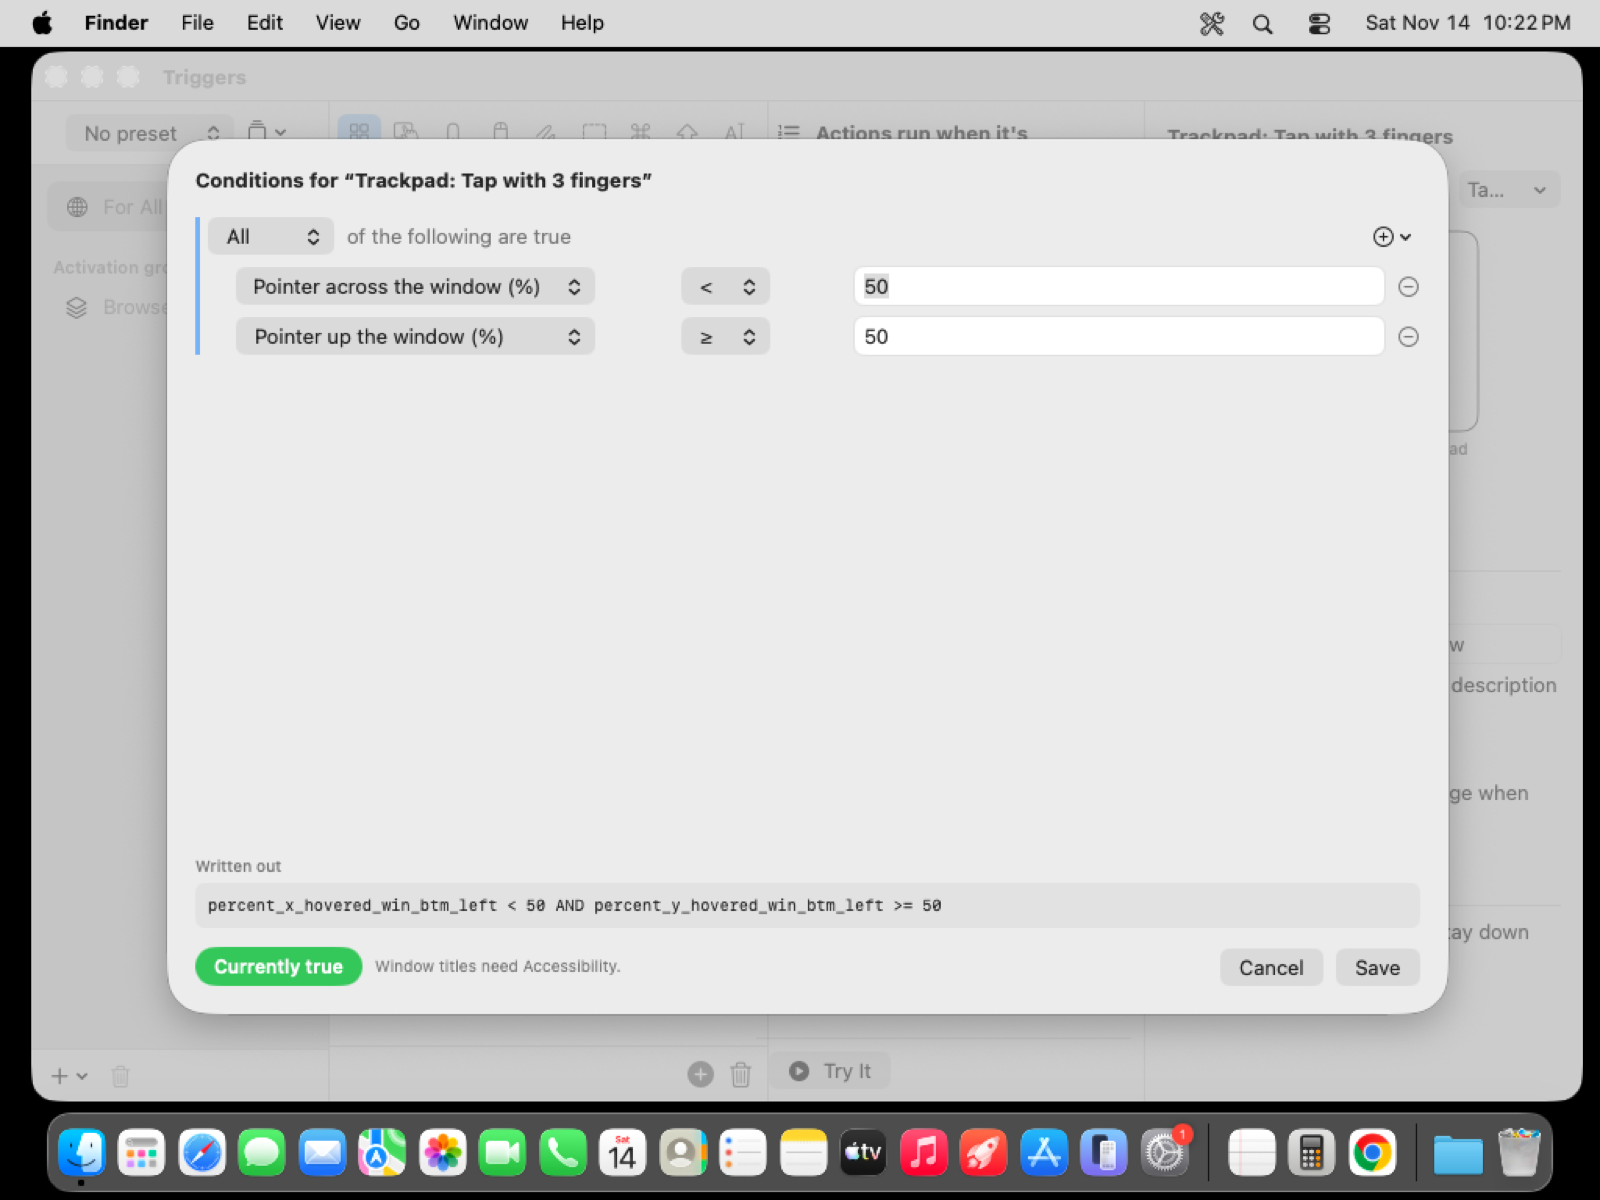 Finder File Edit View Go Window Help Sat Nov 14 10:22 PM
Triggers
No preset
Actions run when it's
Trackpad: Tap with 3 fingers
Conditions for “Trackpad: Tap with 3 fingers”
For All
Ta...
All of the following are true
Activation gr
Pointer across the window (%) < 50
Browse
Pointer up the window (%) ≥ 50
ad
w
description
ge when
Written out
percent_x_hovered_win_btm_left < 50 AND percent_y_hovered_win_btm_left >= 50
tay down
Currently true Window titles need Accessibility. Cancel Save
Try It
Sat
14
tv
1